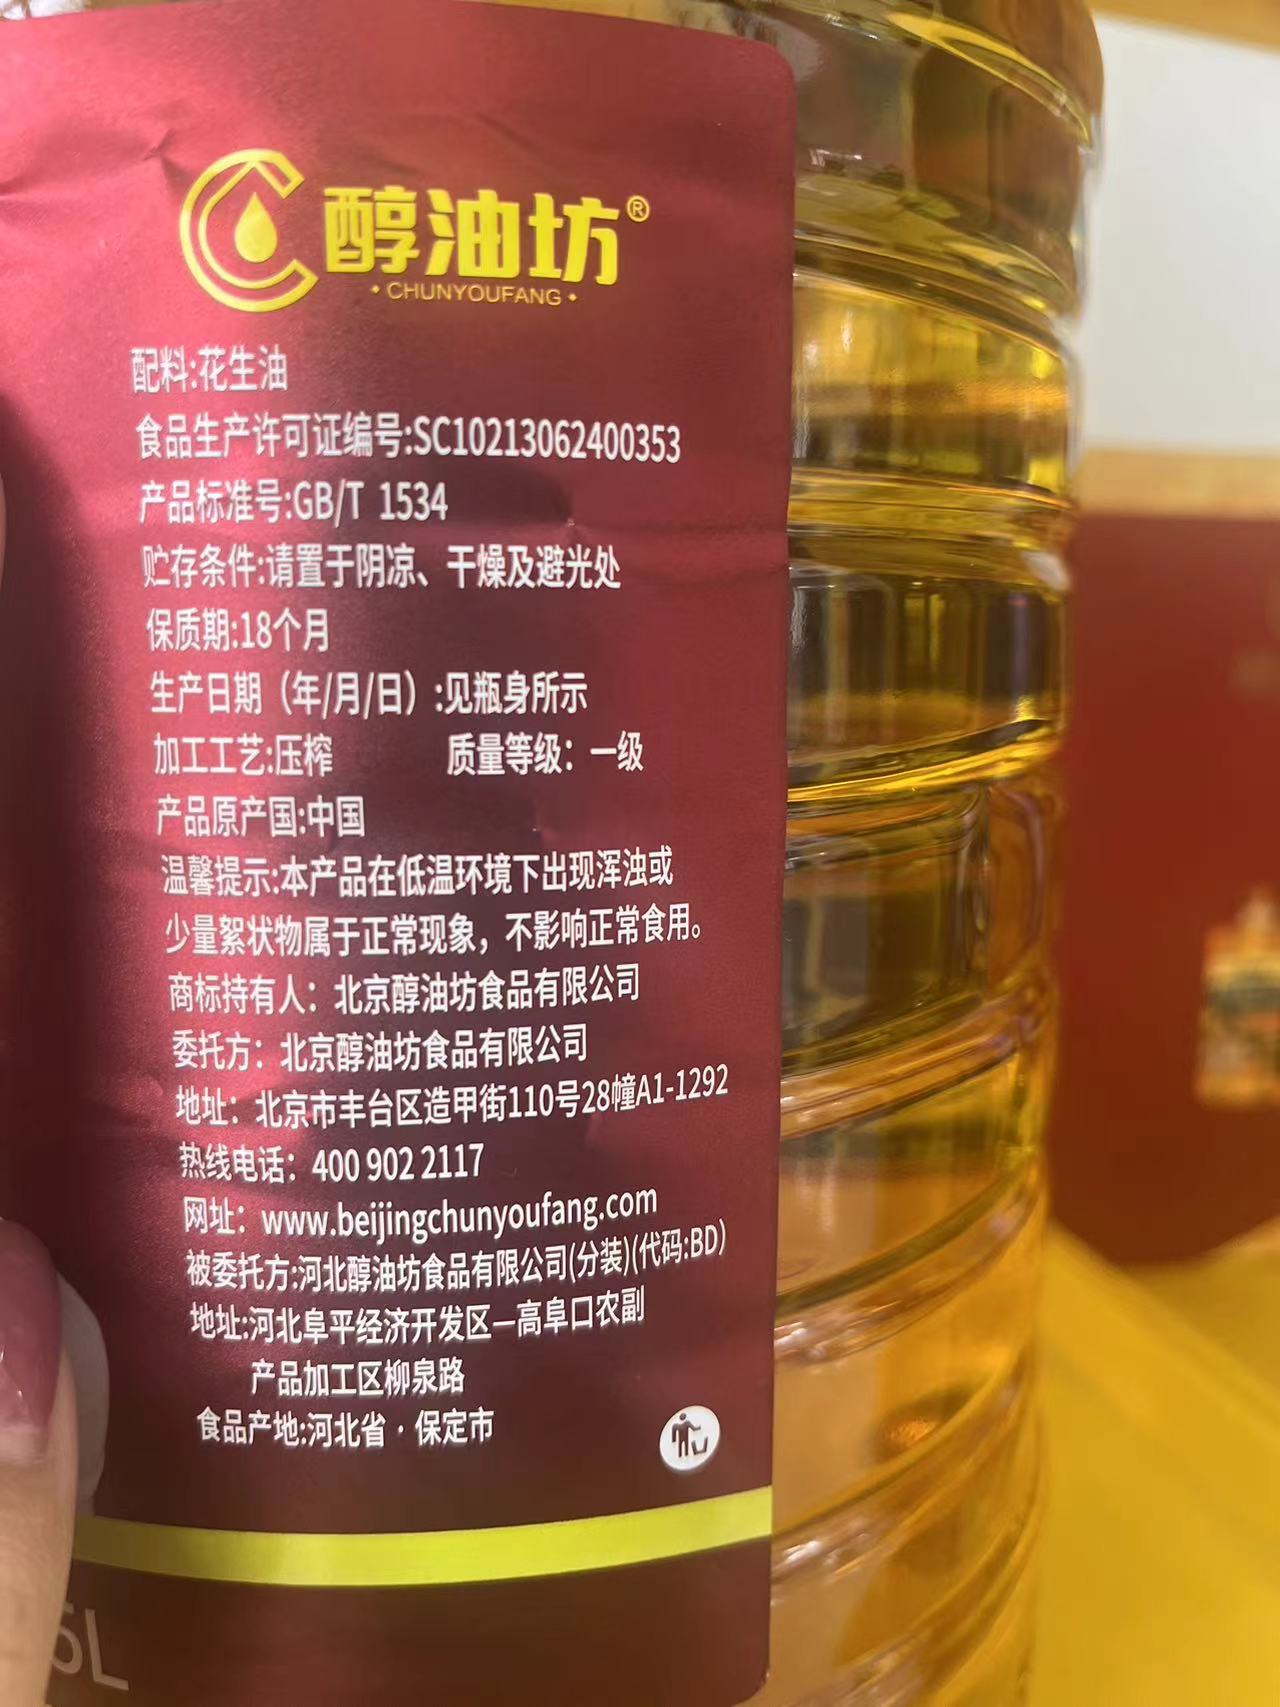 醇油坊®
·CHUNYOUFANG·
配料:花生油
食品生产许可证编号:SC10213062400353
产品标准号:GB/T 1534
贮存条件:请置于阴凉、干燥及避光处
保质期:18个月
生产日期（年/月/日）:见瓶身所示
加工工艺:压榨 质量等级：一级
产品原产国:中国
温馨提示:本产品在低温环境下出现浑浊或
少量絮状物属于正常现象，不影响正常食用。
商标持有人：北京醇油坊食品有限公司
委托方：北京醇油坊食品有限公司
地址：北京市丰台区造甲街110号28幢A1-1292
热线电话：400 902 2117
网址：www.beijingchunyoufang.com
被委托方:河北醇油坊食品有限公司(分装)(代码:BD)
地址:河北阜平经济开发区—高阜口农副
产品加工区柳泉路
食品产地:河北省·保定市
5L